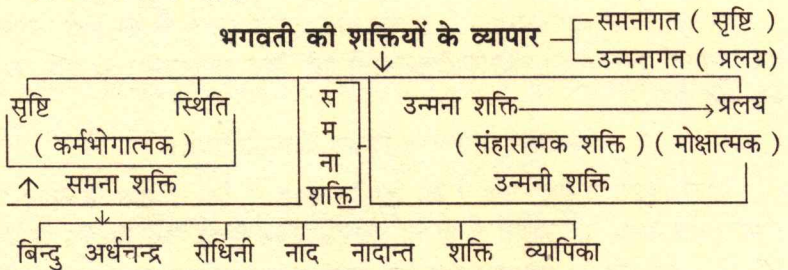 भगवती की शक्तियों के व्यापार
समनागत ( सृष्टि )
उन्मनागत ( प्रलय)
सृष्टि स्थिति
( कर्मभोगात्मक )
समना शक्ति
स
म
ना
शक्ति
उन्मना शक्ति प्रलय
( संहारात्मक शक्ति ) ( मोक्षात्मक )
उन्मनी शक्ति
बिन्दु अर्धचन्द्र रोधिनी नाद नादान्त शक्ति व्यापिका